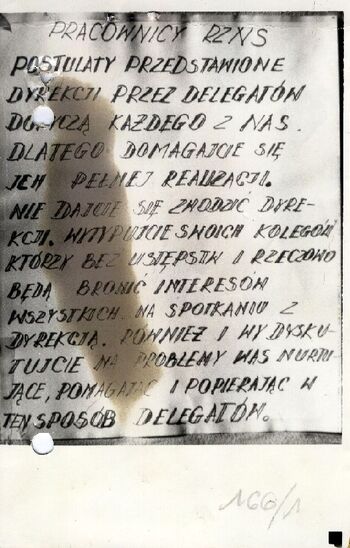 PRACOWNICY RZNS
POSTULATY PRZEDSTAWIONE
DYREKCJI PRZEZ DELEGATÓW
DOTYCZĄ KAŻDEGO Z NAS.
DLATEGO DOMAGAJCIE SIĘ
ICH PEŁNEJ REALIZACJI.
NIE DAJCIE SIĘ ZWODZIĆ DYRE-
KCJI. WYTYPUJCIE SWOICH KOLEGÓW
KTÓRZY BEZ USTĘPSTW I RZECZOWO
BĘDĄ BRONIĆ INTERESÓW
WSZYSTKICH NA SPOTKANIU Z
DYREKCJĄ. RÓWNIEŻ I WY DYSKU-
TUJCIE NA PROBLEMY WAS NURTU-
JĄCE, POMAGAJĄC I POPIERAJĄC W
TEN SPOSÓB DELEGATÓW.
166/1